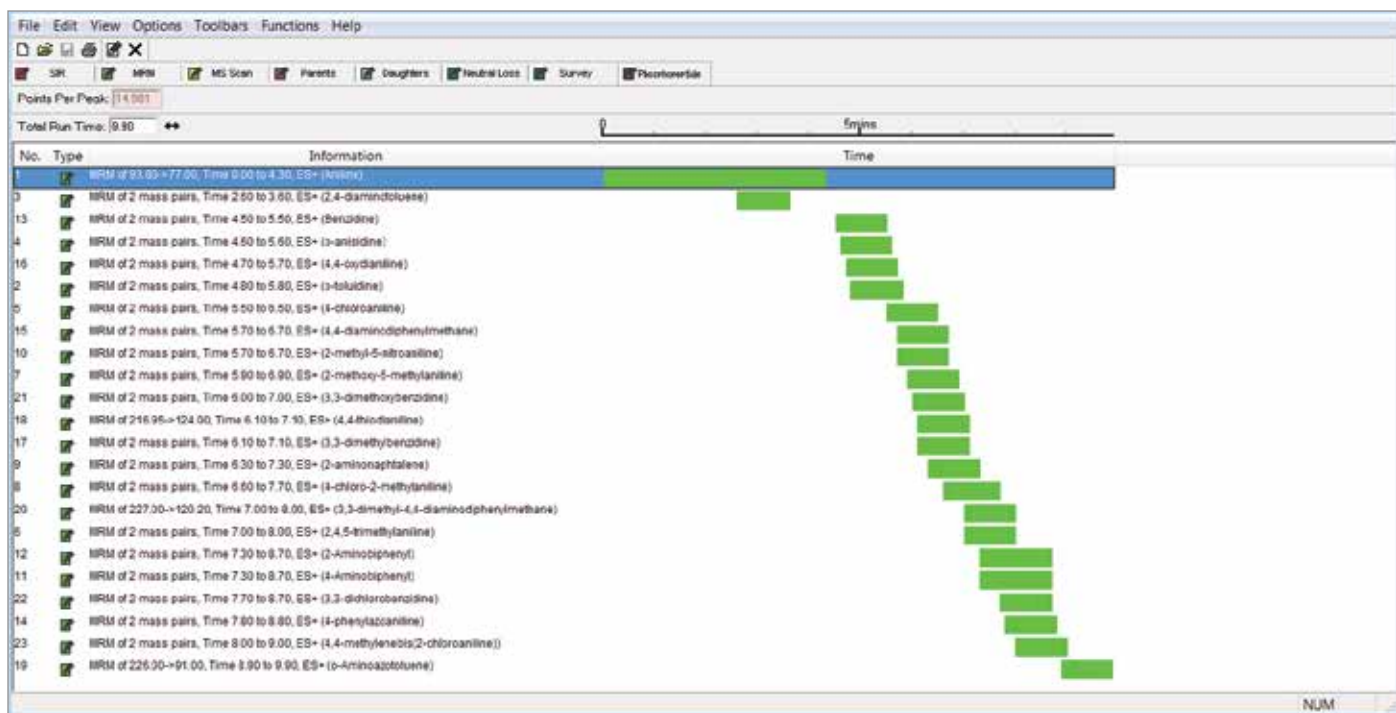 File Edit View Options Toolbars Functions Help
SIR MRM MS Scan Parents Daughters Neutral Loss Survey
Points Per Peak:
Total Run Time: 9.90 0 5mins
No. Type Information Time
1 MRM of 93.80->77.00, Time 0.00 to 4.30, ES+ (Aniline)
3 MRM of 2 mass pairs, Time 2.60 to 3.60, ES+ (2,4-diamindtoluene)
13 MRM of 2 mass pairs, Time 4.50 to 5.50, ES+ (Benzidine)
4 MRM of 2 mass pairs, Time 4.60 to 5.60, ES+ (o-anisidine)
16 MRM of 2 mass pairs, Time 4.70 to 5.70, ES+ (4,4-oxydianiline)
2 MRM of 2 mass pairs, Time 4.80 to 5.80, ES+ (o-toluidine)
5 MRM of 2 mass pairs, Time 5.50 to 6.50, ES+ (4-chloroaniline)
15 MRM of 2 mass pairs, Time 5.70 to 6.70, ES+ (4,4-diaminodiphenylmethane)
10 MRM of 2 mass pairs, Time 5.70 to 6.70, ES+ (2-methyl-5-nitroaniline)
7 MRM of 2 mass pairs, Time 5.90 to 6.90, ES+ (2-methoxy-5-methylaniline)
21 MRM of 2 mass pairs, Time 6.00 to 7.00, ES+ (3,3-dimethoxybenzidine)
18 MRM of 216.95->124.00, Time 6.10 to 7.10, ES+ (4,4-thiodianiline)
17 MRM of 2 mass pairs, Time 6.10 to 7.10, ES+ (3,3-dimethybenzidine)
9 MRM of 2 mass pairs, Time 6.30 to 7.30, ES+ (2-aminonaphtalene)
8 MRM of 2 mass pairs, Time 6.60 to 7.70, ES+ (4-chloro-2-methylaniline)
20 MRM of 227.00->120.20, Time 7.00 to 8.00, ES+ (3,3-dimethyl-4,4-diaminodiphenylmethane)
6 MRM of 2 mass pairs, Time 7.00 to 8.00, ES+ (2,4,5-trimethylaniline)
12 MRM of 2 mass pairs, Time 7.30 to 8.70, ES+ (2-Aminobiphenyl)
11 MRM of 2 mass pairs, Time 7.30 to 8.70, ES+ (4-Aminobiphenyl)
22 MRM of 2 mass pairs, Time 7.70 to 8.70, ES+ (3,3-dichlorobenzidine)
14 MRM of 2 mass pairs, Time 7.80 to 8.80, ES+ (4-phenylazoaniline)
23 MRM of 2 mass pairs, Time 8.00 to 9.00, ES+ (4,4-methylenebis(2-chloroaniline))
19 MRM of 226.00->91.00, Time 8.90 to 9.90, ES+ (o-Aminoazotoluene)
NUM